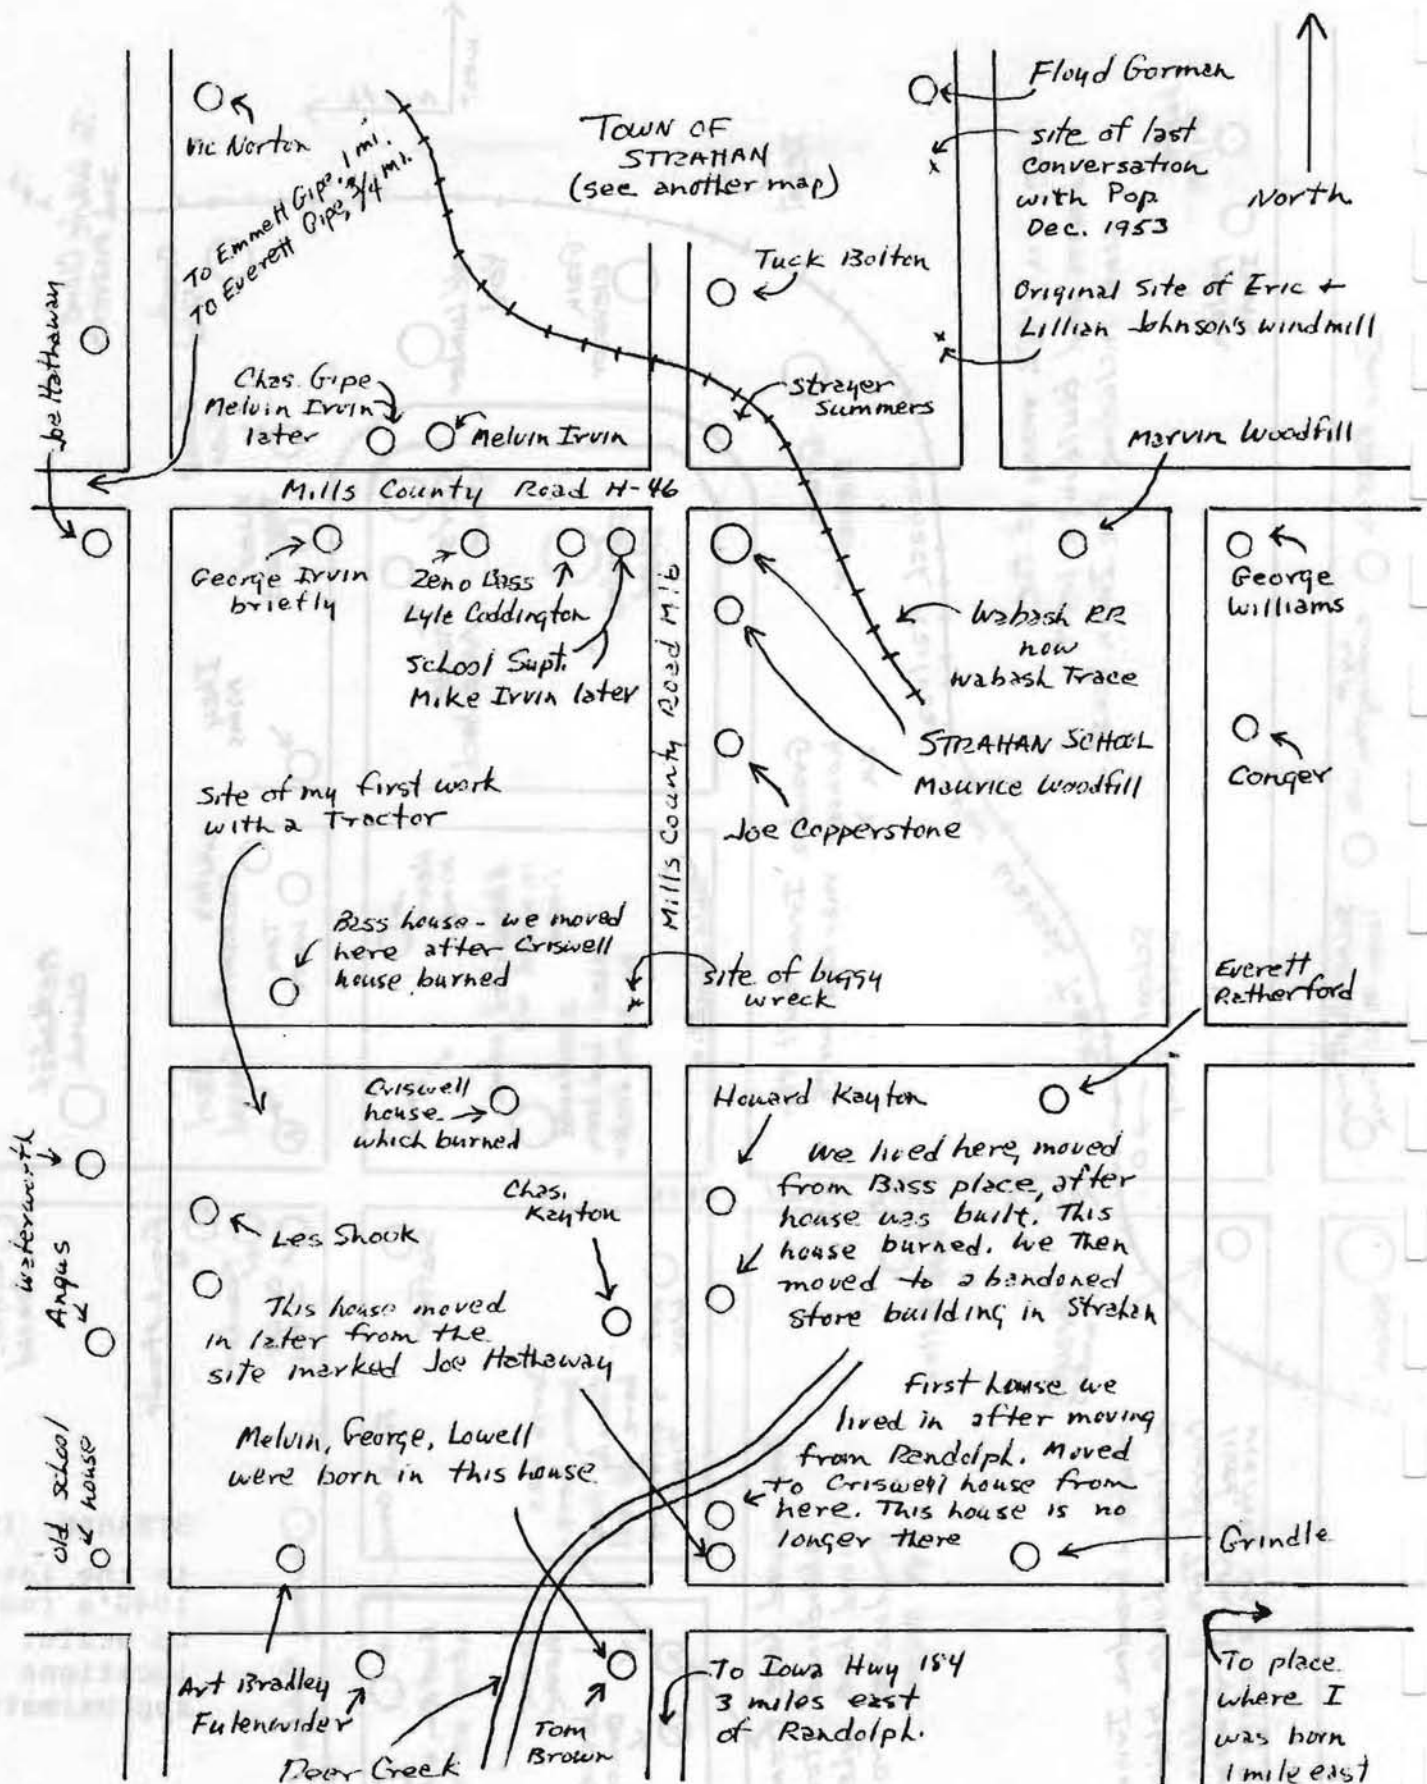 Vic Norton
To Emmett Gipe, 1 mi.
To Everett Gipe, 3/4 mi.
TOWN OF
STRAHAN
(see another map)
Floyd Gorman
site of last
conversation
with Pop
Dec. 1953
North
Tuck Bolton
Original Site of Eric +
Lillian Johnson's windmill
Joe Hathaway
Chas. Gipe
Melvin Irvin
later
Melvin Irvin
Strayer
Summers
Marvin Woodfill
Mills County Road H-46
George Irvin
briefly
Zeno Bass
Lyle Coddington
School Supt.
Mike Irvin later
Mills County Road M16
Wabash RR
now
Wabash Trace
George
Williams
STRAHAN SCHOOL
Maurice Woodfill
Joe Copperstone
Conger
Site of my first work
with a Tractor
Bass house - we moved
here after Criswell
house burned
site of buggy
wreck
Everett
Ratherford
Criswell
house
which burned
Howard Kayton
We lived here, moved
from Bass place, after
house was built. This
house burned. We then
moved to abandoned
store building in Strahan
Waterworth
Angus
Les Shook
Chas.
Kayton
This house moved
in later from the
site marked Joe Hathaway
First house we
lived in after moving
from Randolph. Moved
to Criswell house from
here. This house is no
longer there
Old school
house
Melvin, George, Lowell
were born in this house
Grindle
Art Bradley
Fulenwider
Deer Creek
Tom
Brown
To Iowa Hwy 184
3 miles east
of Randolph.
To place
where I
was born
1 mile east